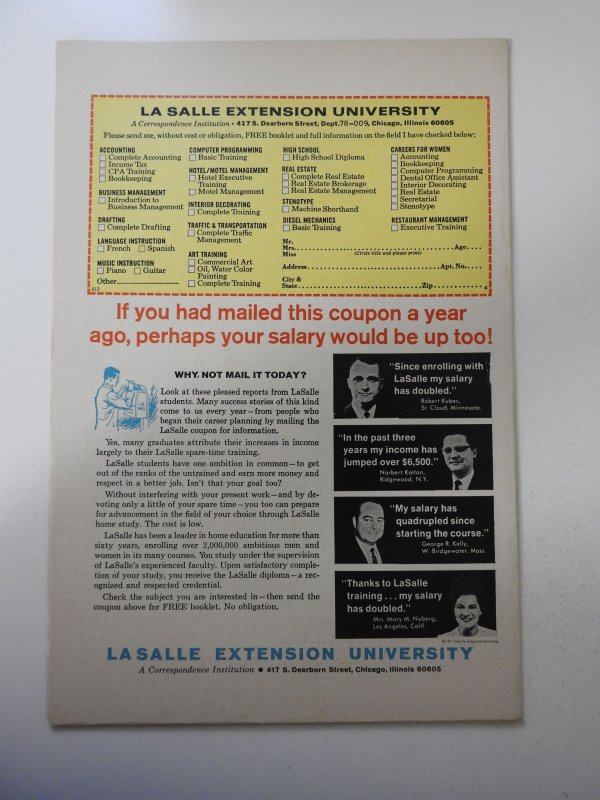 LA SALLE EXTENSION UNIVERSITY
A Correspondence Institution • 417 S. Dearborn Street, Dept. 78-009, Chicago, Illinois 60605
Please send me, without cost or obligation, FREE booklet and full information on the field I have checked below:
ACCOUNTING
Complete Accounting
Income Tax
CPA Training
Bookkeeping
BUSINESS MANAGEMENT
Introduction to
Business Management
DRAFTING
Complete Drafting
LANGUAGE INSTRUCTION
French Spanish
MUSIC INSTRUCTION
Piano Guitar
Other
COMPUTER PROGRAMMING
Basic Training
HOTEL/MOTEL MANAGEMENT
Hotel Executive
Training
Motel Management
INTERIOR DECORATING
Complete Training
TRAFFIC & TRANSPORTATION
Complete Traffic
Management
ART TRAINING
Commercial Art
Oil, Water Color
Painting
Complete Training
HIGH SCHOOL
High School Diploma
REAL ESTATE
Complete Real Estate
Real Estate Brokerage
Real Estate Management
STENOTYPE
Machine Shorthand
DIESEL MECHANICS
Basic Training
CAREERS FOR WOMEN
Accounting
Bookkeeping
Computer Programming
Dental Office Assistant
Interior Decorating
Real Estate
Secretarial
Stenotype
RESTAURANT MANAGEMENT
Executive Training
Mr.
Mrs. Age
Miss (Circle title and please print)
Address Apt. No.
City &
State Zip
310 4
If you had mailed this coupon a year
ago, perhaps your salary would be up too!
WHY NOT MAIL IT TODAY?
Look at these pleased reports from LaSalle
students. Many success stories of this kind
come to us every year—from people who
began their career planning by mailing the
LaSalle coupon for information.
Yes, many graduates attribute their increases in income
largely to their LaSalle spare-time training.
LaSalle students have one ambition in common—to get
out of the ranks of the untrained and earn more money and
respect in a better job. Isn't that your goal too?
Without interfering with your present work—and by de-
voting only a little of your spare time—you too can prepare
for advancement in the field of your choice through LaSalle
home study. The cost is low.
LaSalle has been a leader in home education for more than
sixty years, enrolling over 2,000,000 ambitious men and
women in its many courses. You study under the supervision
of LaSalle's experienced faculty. Upon satisfactory comple-
tion of your study, you receive the LaSalle diploma—a rec-
ognized and respected credential.
Check the subject you are interested in—then send the
coupon above for FREE booklet. No obligation.
"Since enrolling with
LaSalle my salary
has doubled."
Robert Kubec,
St. Cloud, Minnesota.
"In the past three
years my income has
jumped over $6,500."
Norbert Kaiton,
Ridgewood, N.Y.
"My salary has
quadrupled since
starting the course."
George R. Kelly,
W. Bridgewater, Mass.
"Thanks to LaSalle
training . . . my salary
has doubled."
Mrs. Mary M. Nyberg,
Los Angeles, Calif.
© 1971 LaSalle Extension University
LASALLE EXTENSION UNIVERSITY
A Correspondence Institution • 417 S. Dearborn Street, Chicago, Illinois 60605